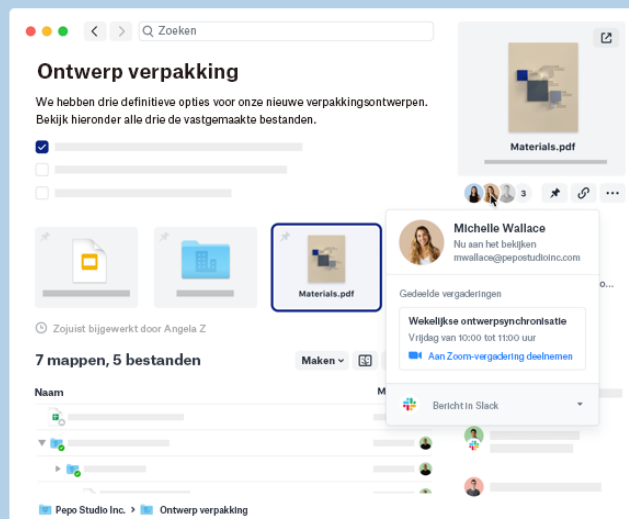 Zoeken
Ontwerp verpakking
We hebben drie definitieve opties voor onze nieuwe verpakkingsontwerpen.
Bekijk hieronder alle drie de vastgemaakte bestanden.
Materials.pdf
3
Michelle Wallace
Nu aan het bekijken
mwallace@pepostudioinc.com
Gedeelde vergaderingen
Wekelijkse ontwerpsynchronisatie
Vrijdag van 10:00 tot 11:00 uur
Aan Zoom-vergadering deelnemen
Bericht in Slack
Materials.pdf
o...
Zojuist bijgewerkt door Angela Z
7 mappen, 5 bestanden
Maken
Naam
M
Pepo Studio Inc. > Ontwerp verpakking